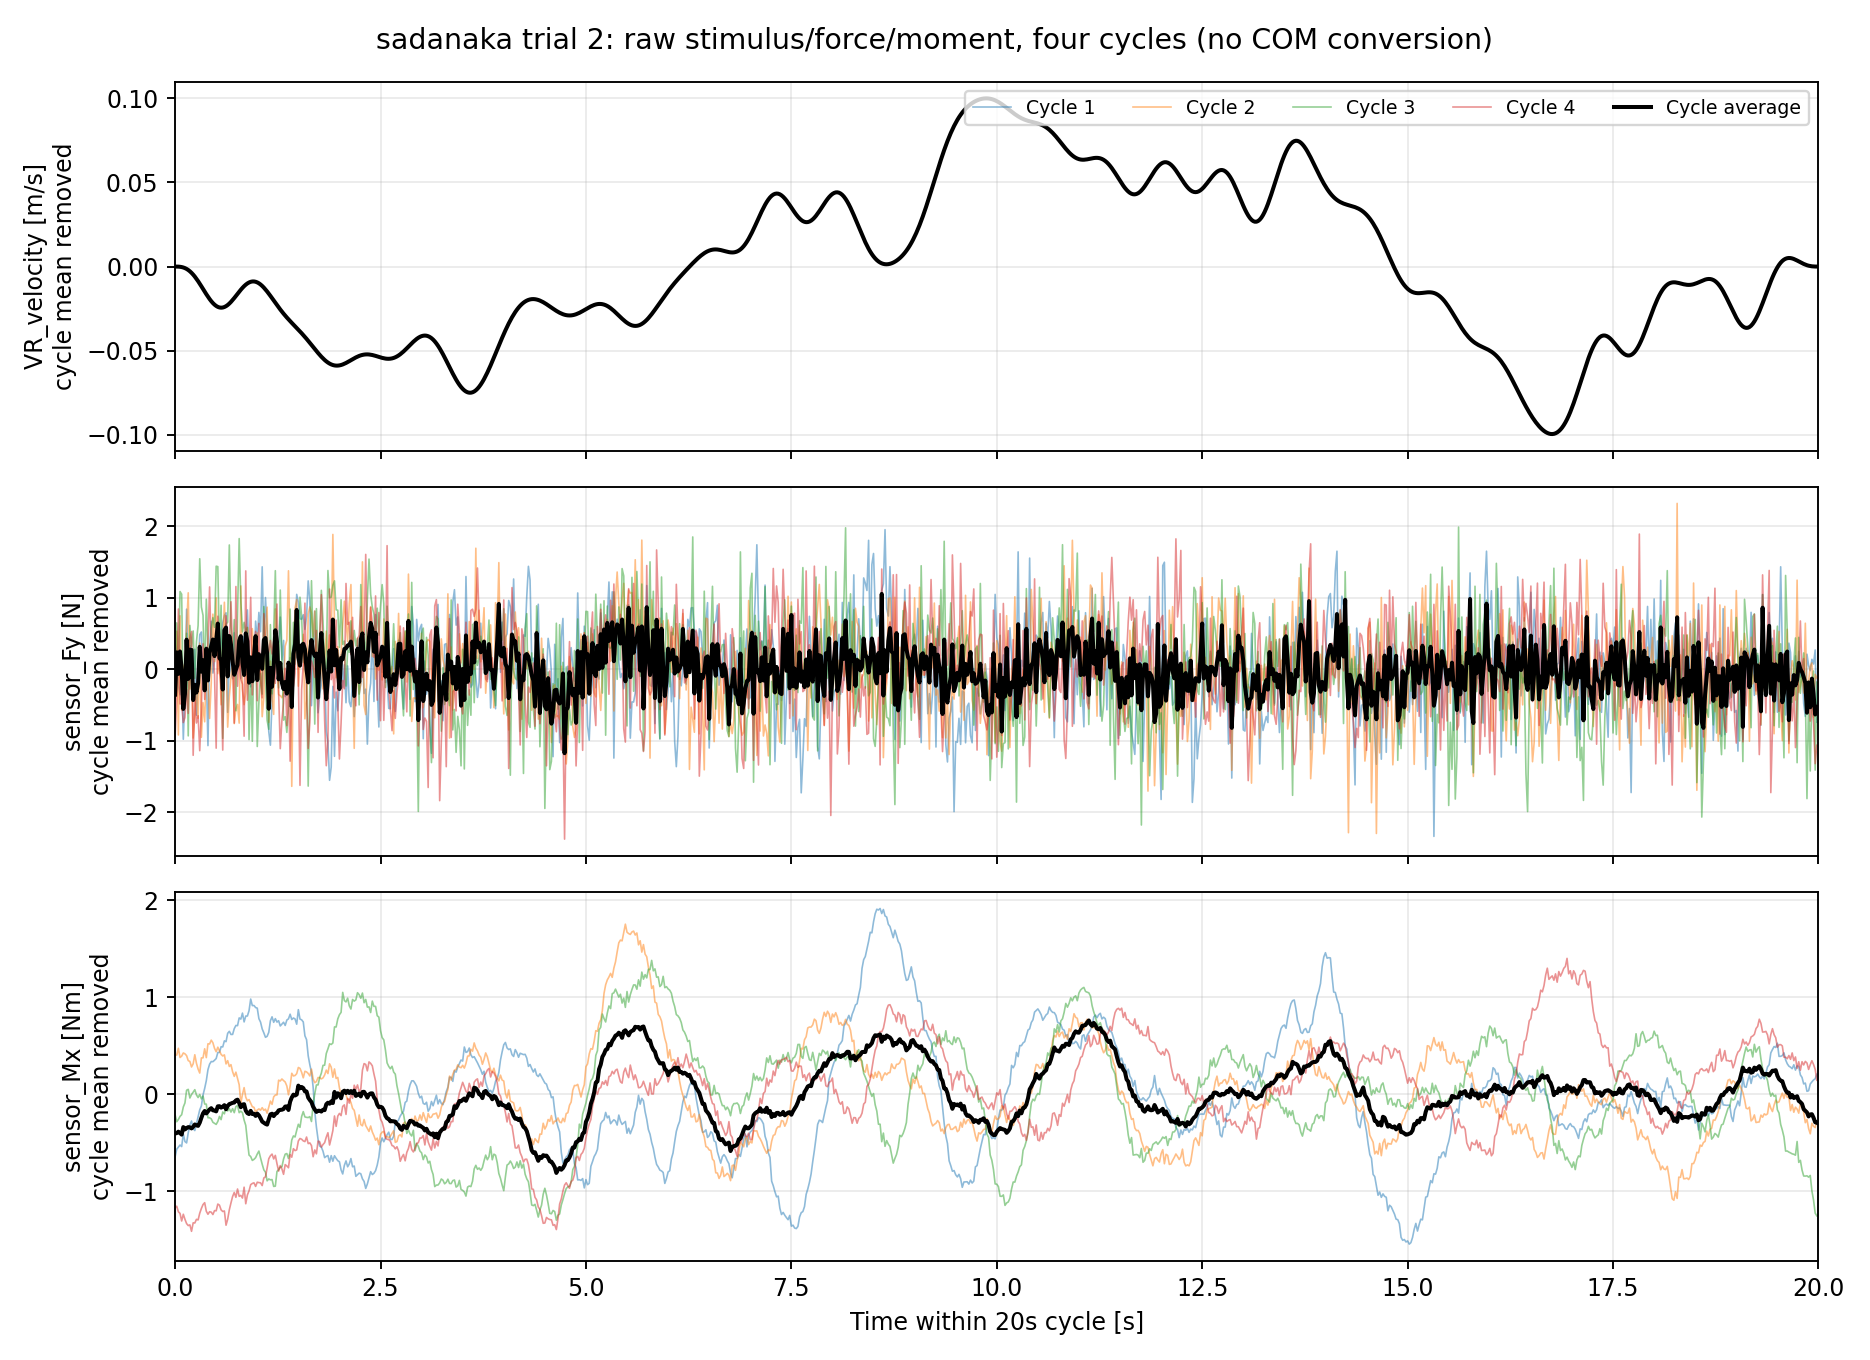 sadanaka trial 2: raw stimulus/force/moment, four cycles (no COM conversion)
VR_velocity [m/s]
cycle mean removed
0.10
0.05
0.00
−0.05
−0.10
Cycle 1
Cycle 2
Cycle 3
Cycle 4
Cycle average
sensor_Fy [N]
cycle mean removed
2
1
0
−1
−2
sensor_Mx [Nm]
cycle mean removed
2
1
0
−1
0.0
2.5
5.0
7.5
10.0
12.5
15.0
17.5
20.0
Time within 20s cycle [s]